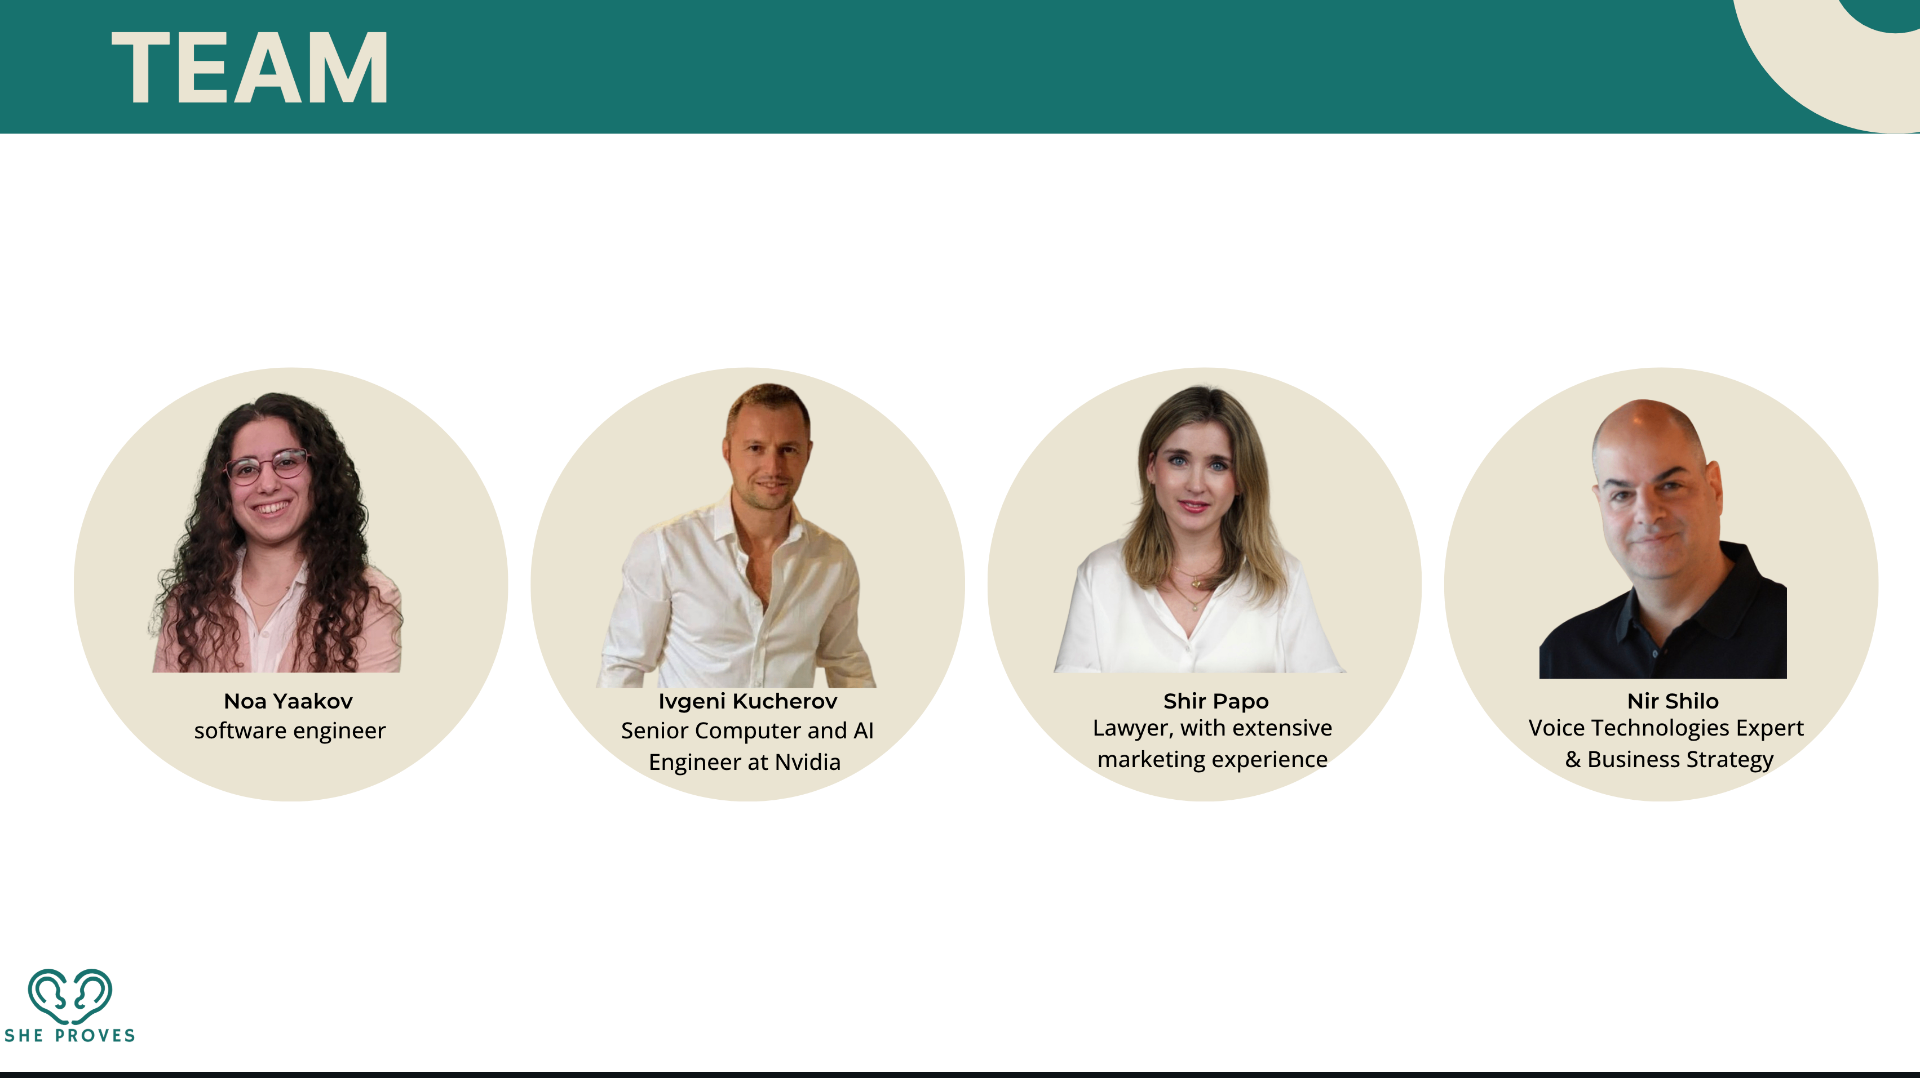 TEAM
Noa Yaakov
software engineer
Ivgeni Kucherov
Senior Computer and AI
Engineer at Nvidia
Shir Papo
Lawyer, with extensive
marketing experience
Nir Shilo
Voice Technologies Expert
& Business Strategy
SHE PROVES